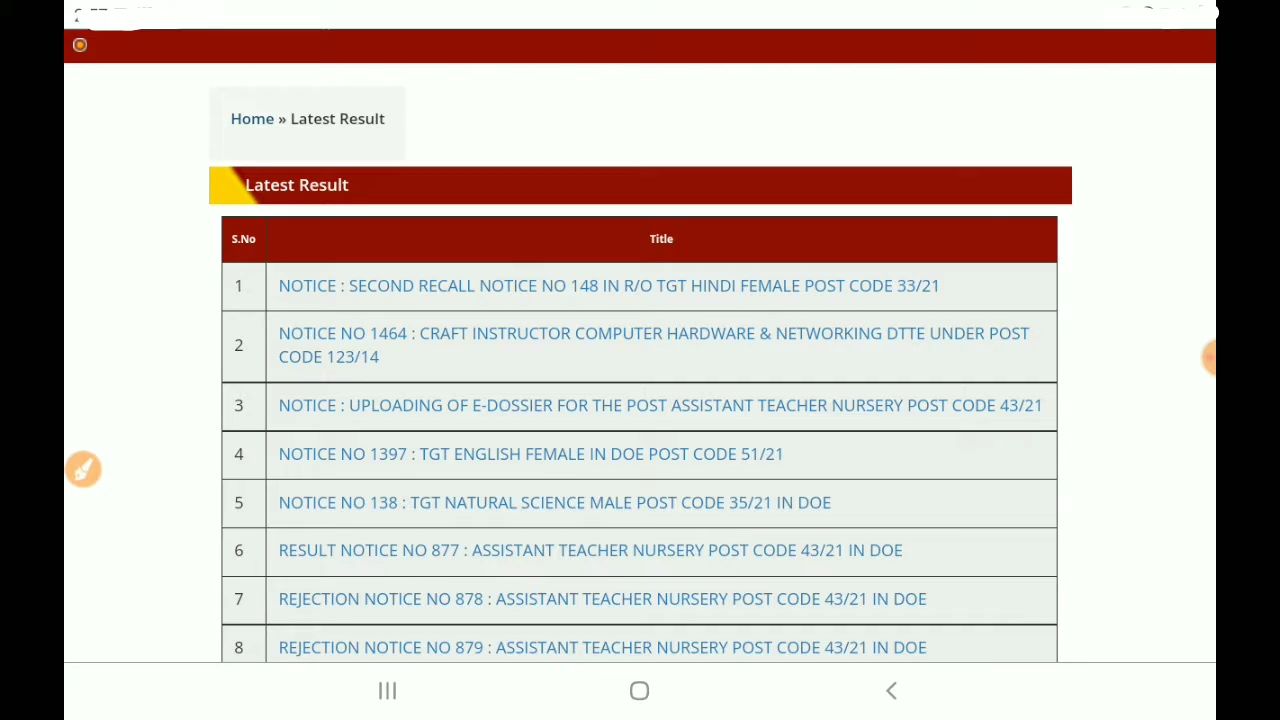 Home » Latest Result
Latest Result
S.No Title
1 NOTICE : SECOND RECALL NOTICE NO 148 IN R/O TGT HINDI FEMALE POST CODE 33/21
2 NOTICE NO 1464 : CRAFT INSTRUCTOR COMPUTER HARDWARE & NETWORKING DTTE UNDER POST
CODE 123/14
3 NOTICE : UPLOADING OF E-DOSSIER FOR THE POST ASSISTANT TEACHER NURSERY POST CODE 43/21
4 NOTICE NO 1397 : TGT ENGLISH FEMALE IN DOE POST CODE 51/21
5 NOTICE NO 138 : TGT NATURAL SCIENCE MALE POST CODE 35/21 IN DOE
6 RESULT NOTICE NO 877 : ASSISTANT TEACHER NURSERY POST CODE 43/21 IN DOE
7 REJECTION NOTICE NO 878 : ASSISTANT TEACHER NURSERY POST CODE 43/21 IN DOE
8 REJECTION NOTICE NO 879 : ASSISTANT TEACHER NURSERY POST CODE 43/21 IN DOE